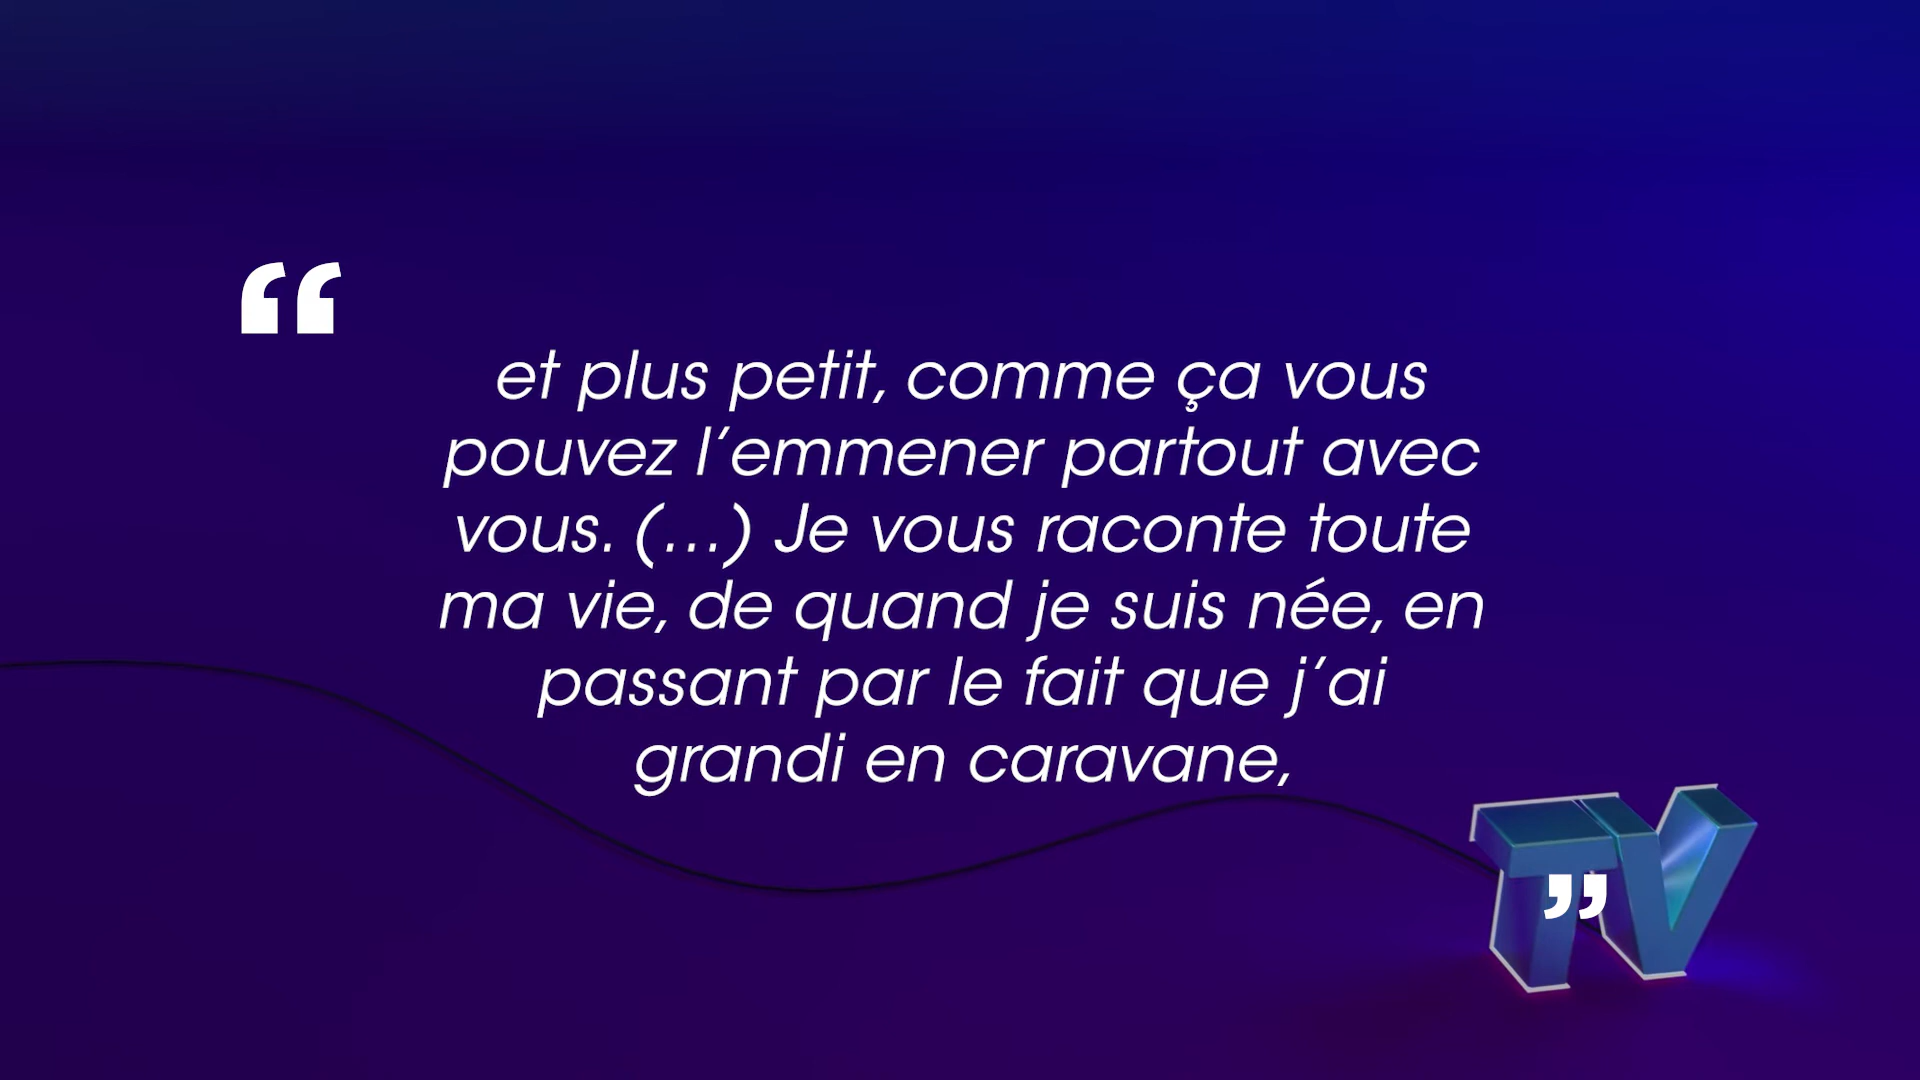 “
et plus petit, comme ça vous
pouvez l’emmener partout avec
vous. (...) Je vous raconte toute
ma vie, de quand je suis née, en
passant par le fait que j’ai
grandi en caravane,
”
TV